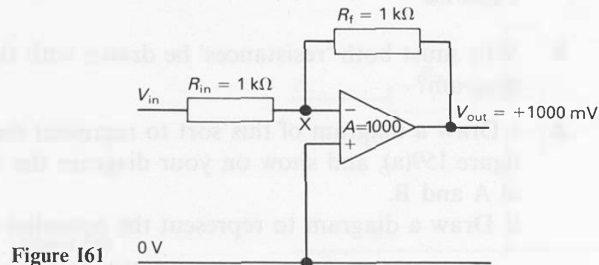 R_f = 1 kΩ
R_in = 1 kΩ
V_in
X
−
A=1000
+
V_out = +1000 mV
0 V
Figure I61